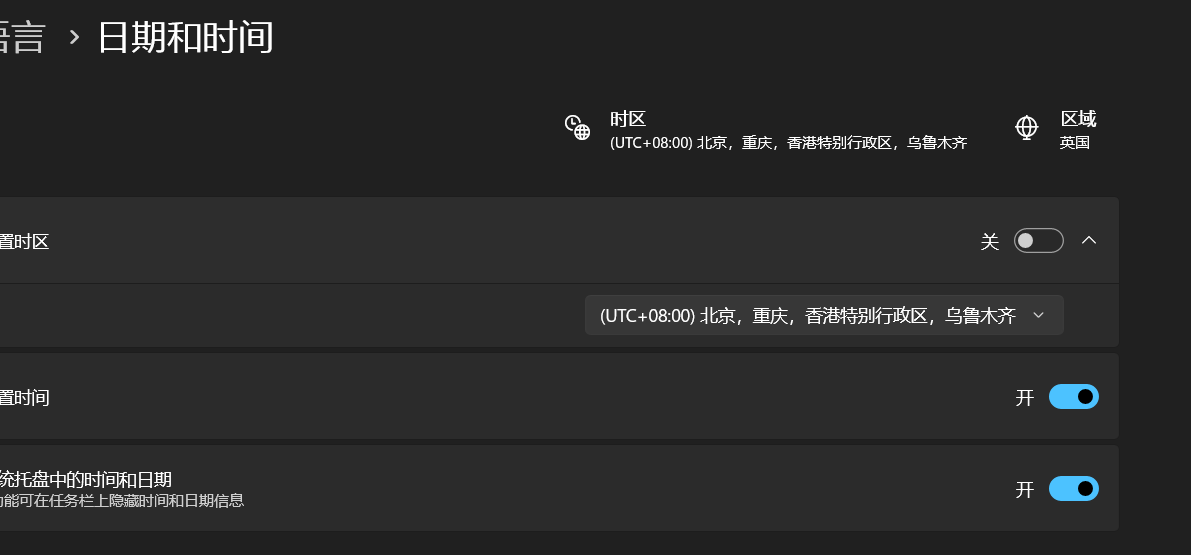 语言 > 日期和时间
时区
(UTC+08:00) 北京，重庆，香港特别行政区，乌鲁木齐
区域
英国
置时区
关
(UTC+08:00) 北京，重庆，香港特别行政区，乌鲁木齐
置时间
开
统托盘中的时间和日期
功能可在任务栏上隐藏时间和日期信息
开